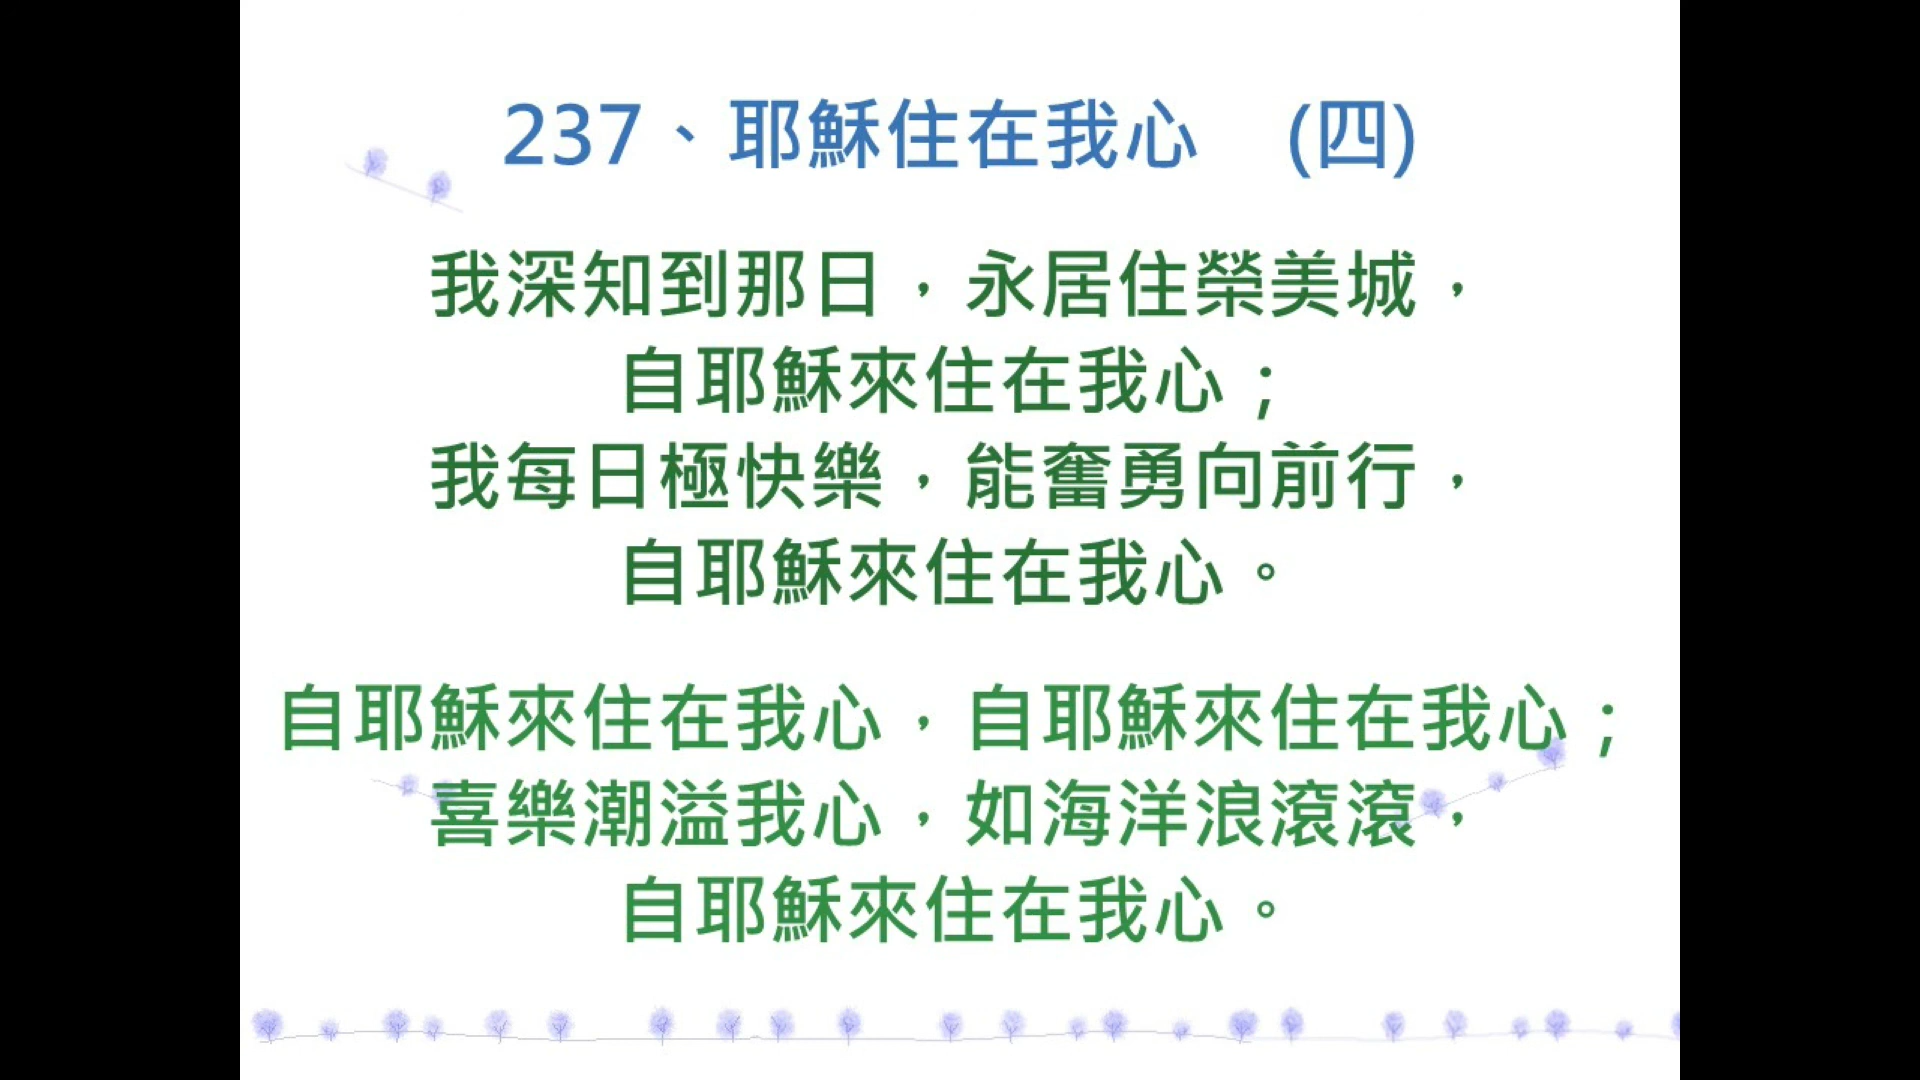 237、耶穌住在我心　(四)
我深知到那日，永居住榮美城，
自耶穌來住在我心；
我每日極快樂，能奮勇向前行，
自耶穌來住在我心。
自耶穌來住在我心，自耶穌來住在我心；
喜樂潮溢我心，如海洋浪滾滾，
自耶穌來住在我心。